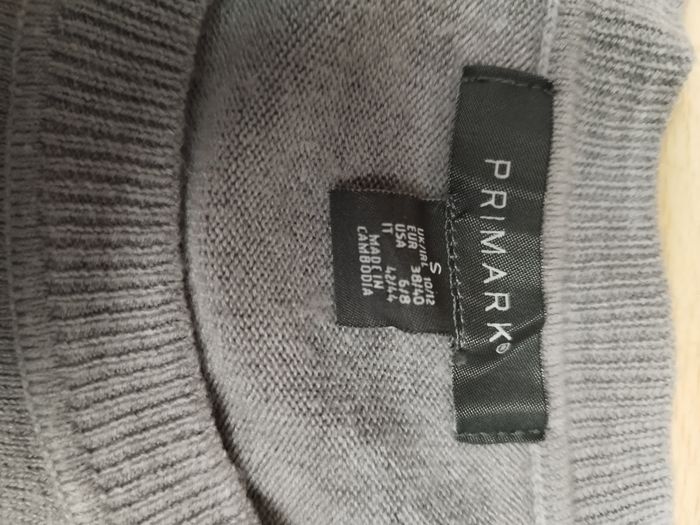 PRIMARK®
S
UK/IRL 10/12
EUR 38/40
USA 6/8
IT 42/44
MADE IN
CAMBODIA